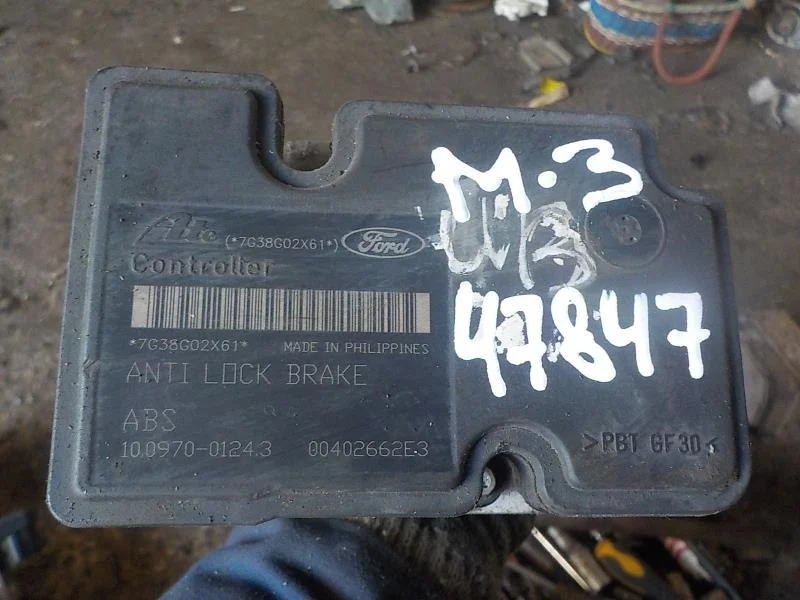 Ate (*7G38G02X61*) Ford
Controller
*7G38G02X61* MADE IN PHILIPPINES
ANTI LOCK BRAKE
ABS
10.0970-0124.3 00402662E3
M.3
47847
>PBT GF30<